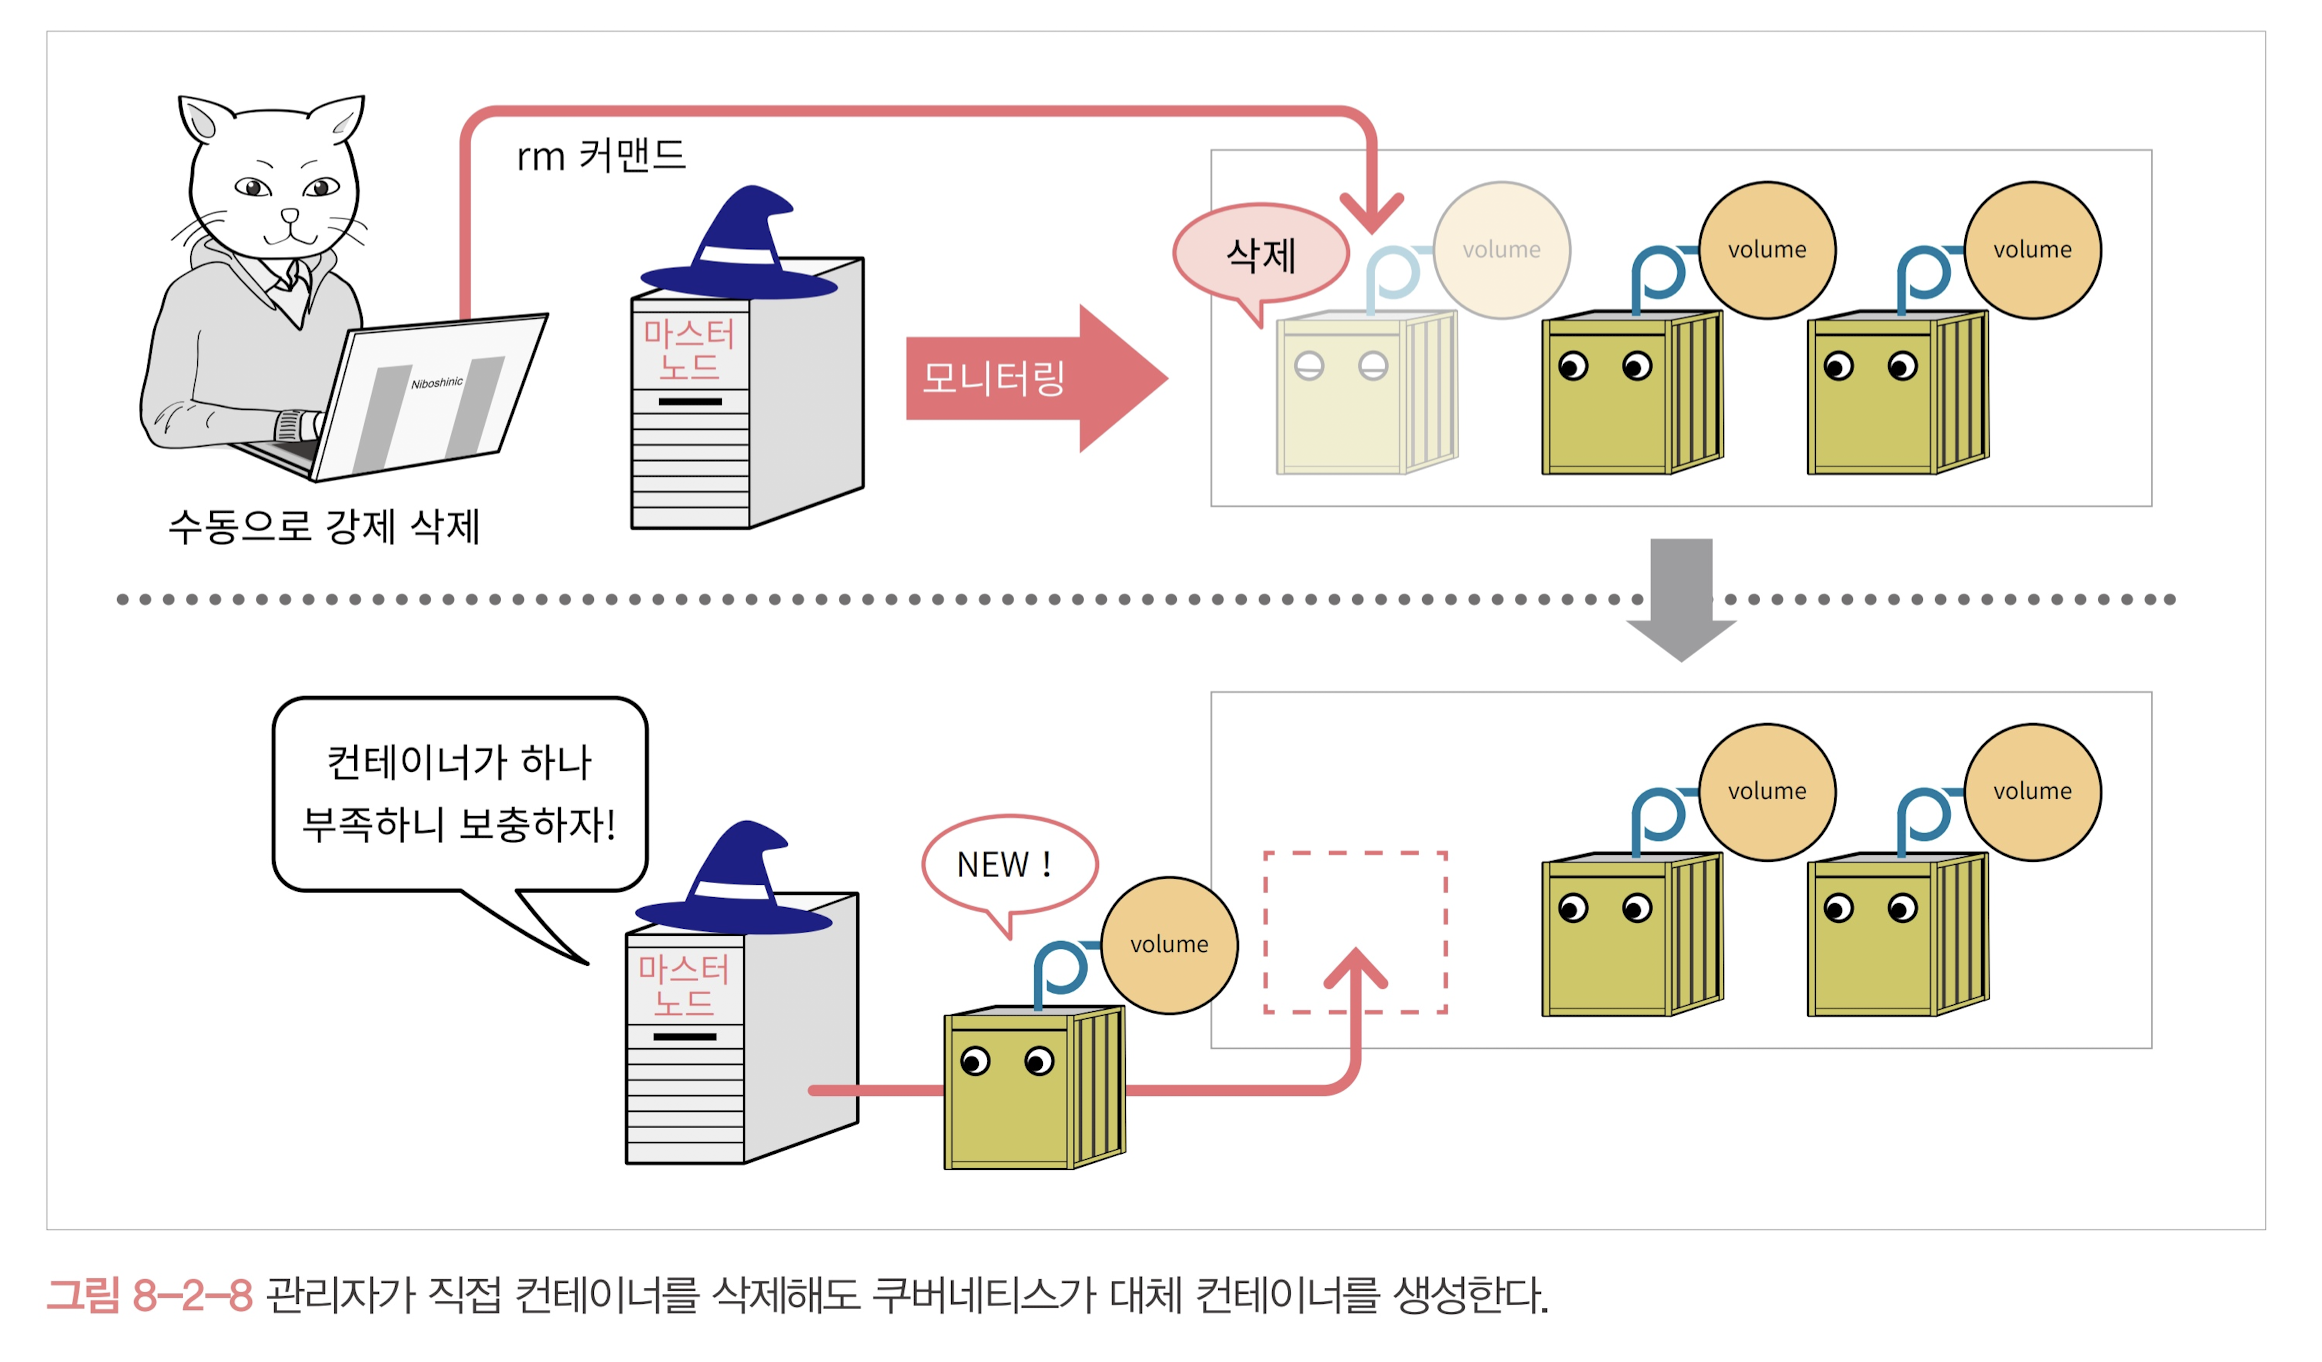 rm 커맨드
삭제
volume
volume
volume
마스터
노드
모니터링
Niboshinic
수동으로 강제 삭제
컨테이너가 하나
부족하니 보충하자!
NEW !
volume
volume
volume
마스터
노드
그림 8-2-8 관리자가 직접 컨테이너를 삭제해도 쿠버네티스가 대체 컨테이너를 생성한다.